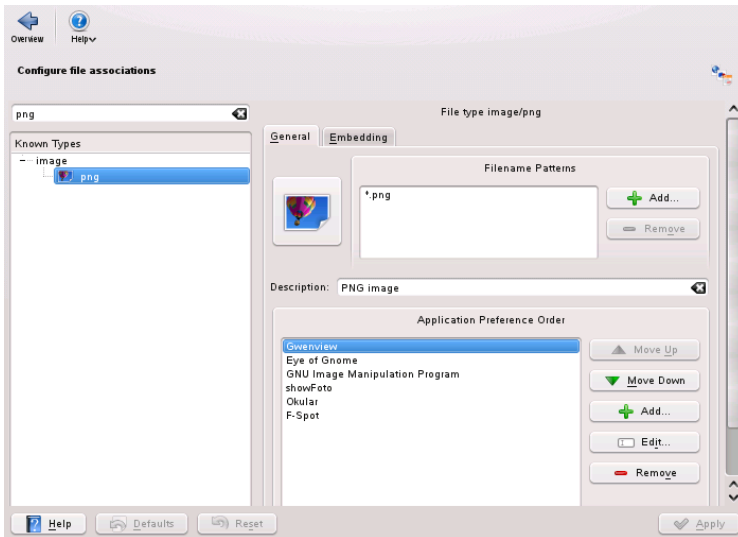 Overview
Help
Configure file associations
png
File type image/png
Known Types
image
png
General
Embedding
Filename Patterns
*.png
Add...
Remove
Description:
PNG image
Application Preference Order
Gwenview
Eye of Gnome
GNU Image Manipulation Program
showFoto
Okular
F-Spot
Move Up
Move Down
Add...
Edit...
Remove
Help
Defaults
Reset
Apply